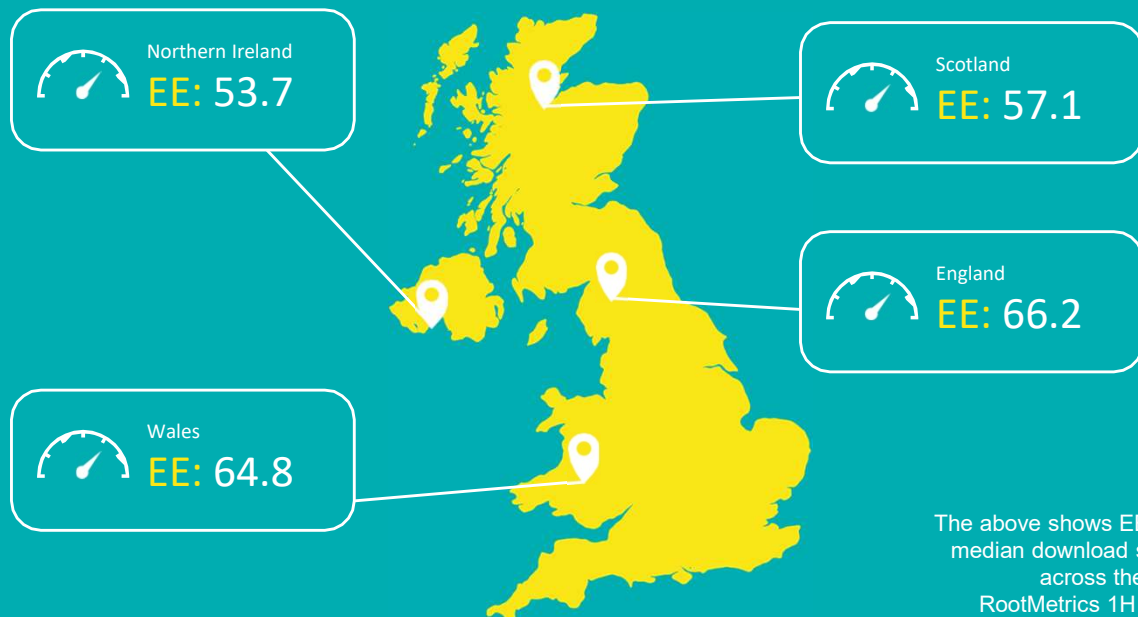 Northern Ireland
EE: 53.7
Scotland
EE: 57.1
England
EE: 66.2
Wales
EE: 64.8
The above shows
median download
across
RootMetrics 1H